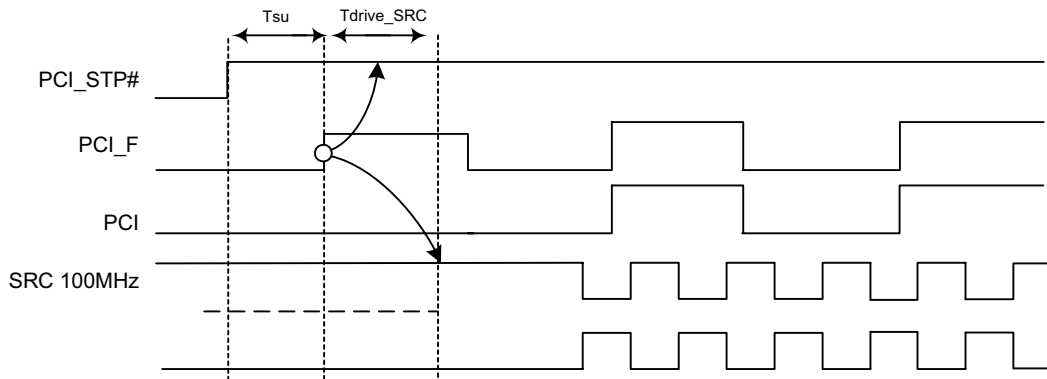 Tsu
Tdrive_SRC
PCI_STP#
PCI_F
PCI
SRC 100MHz